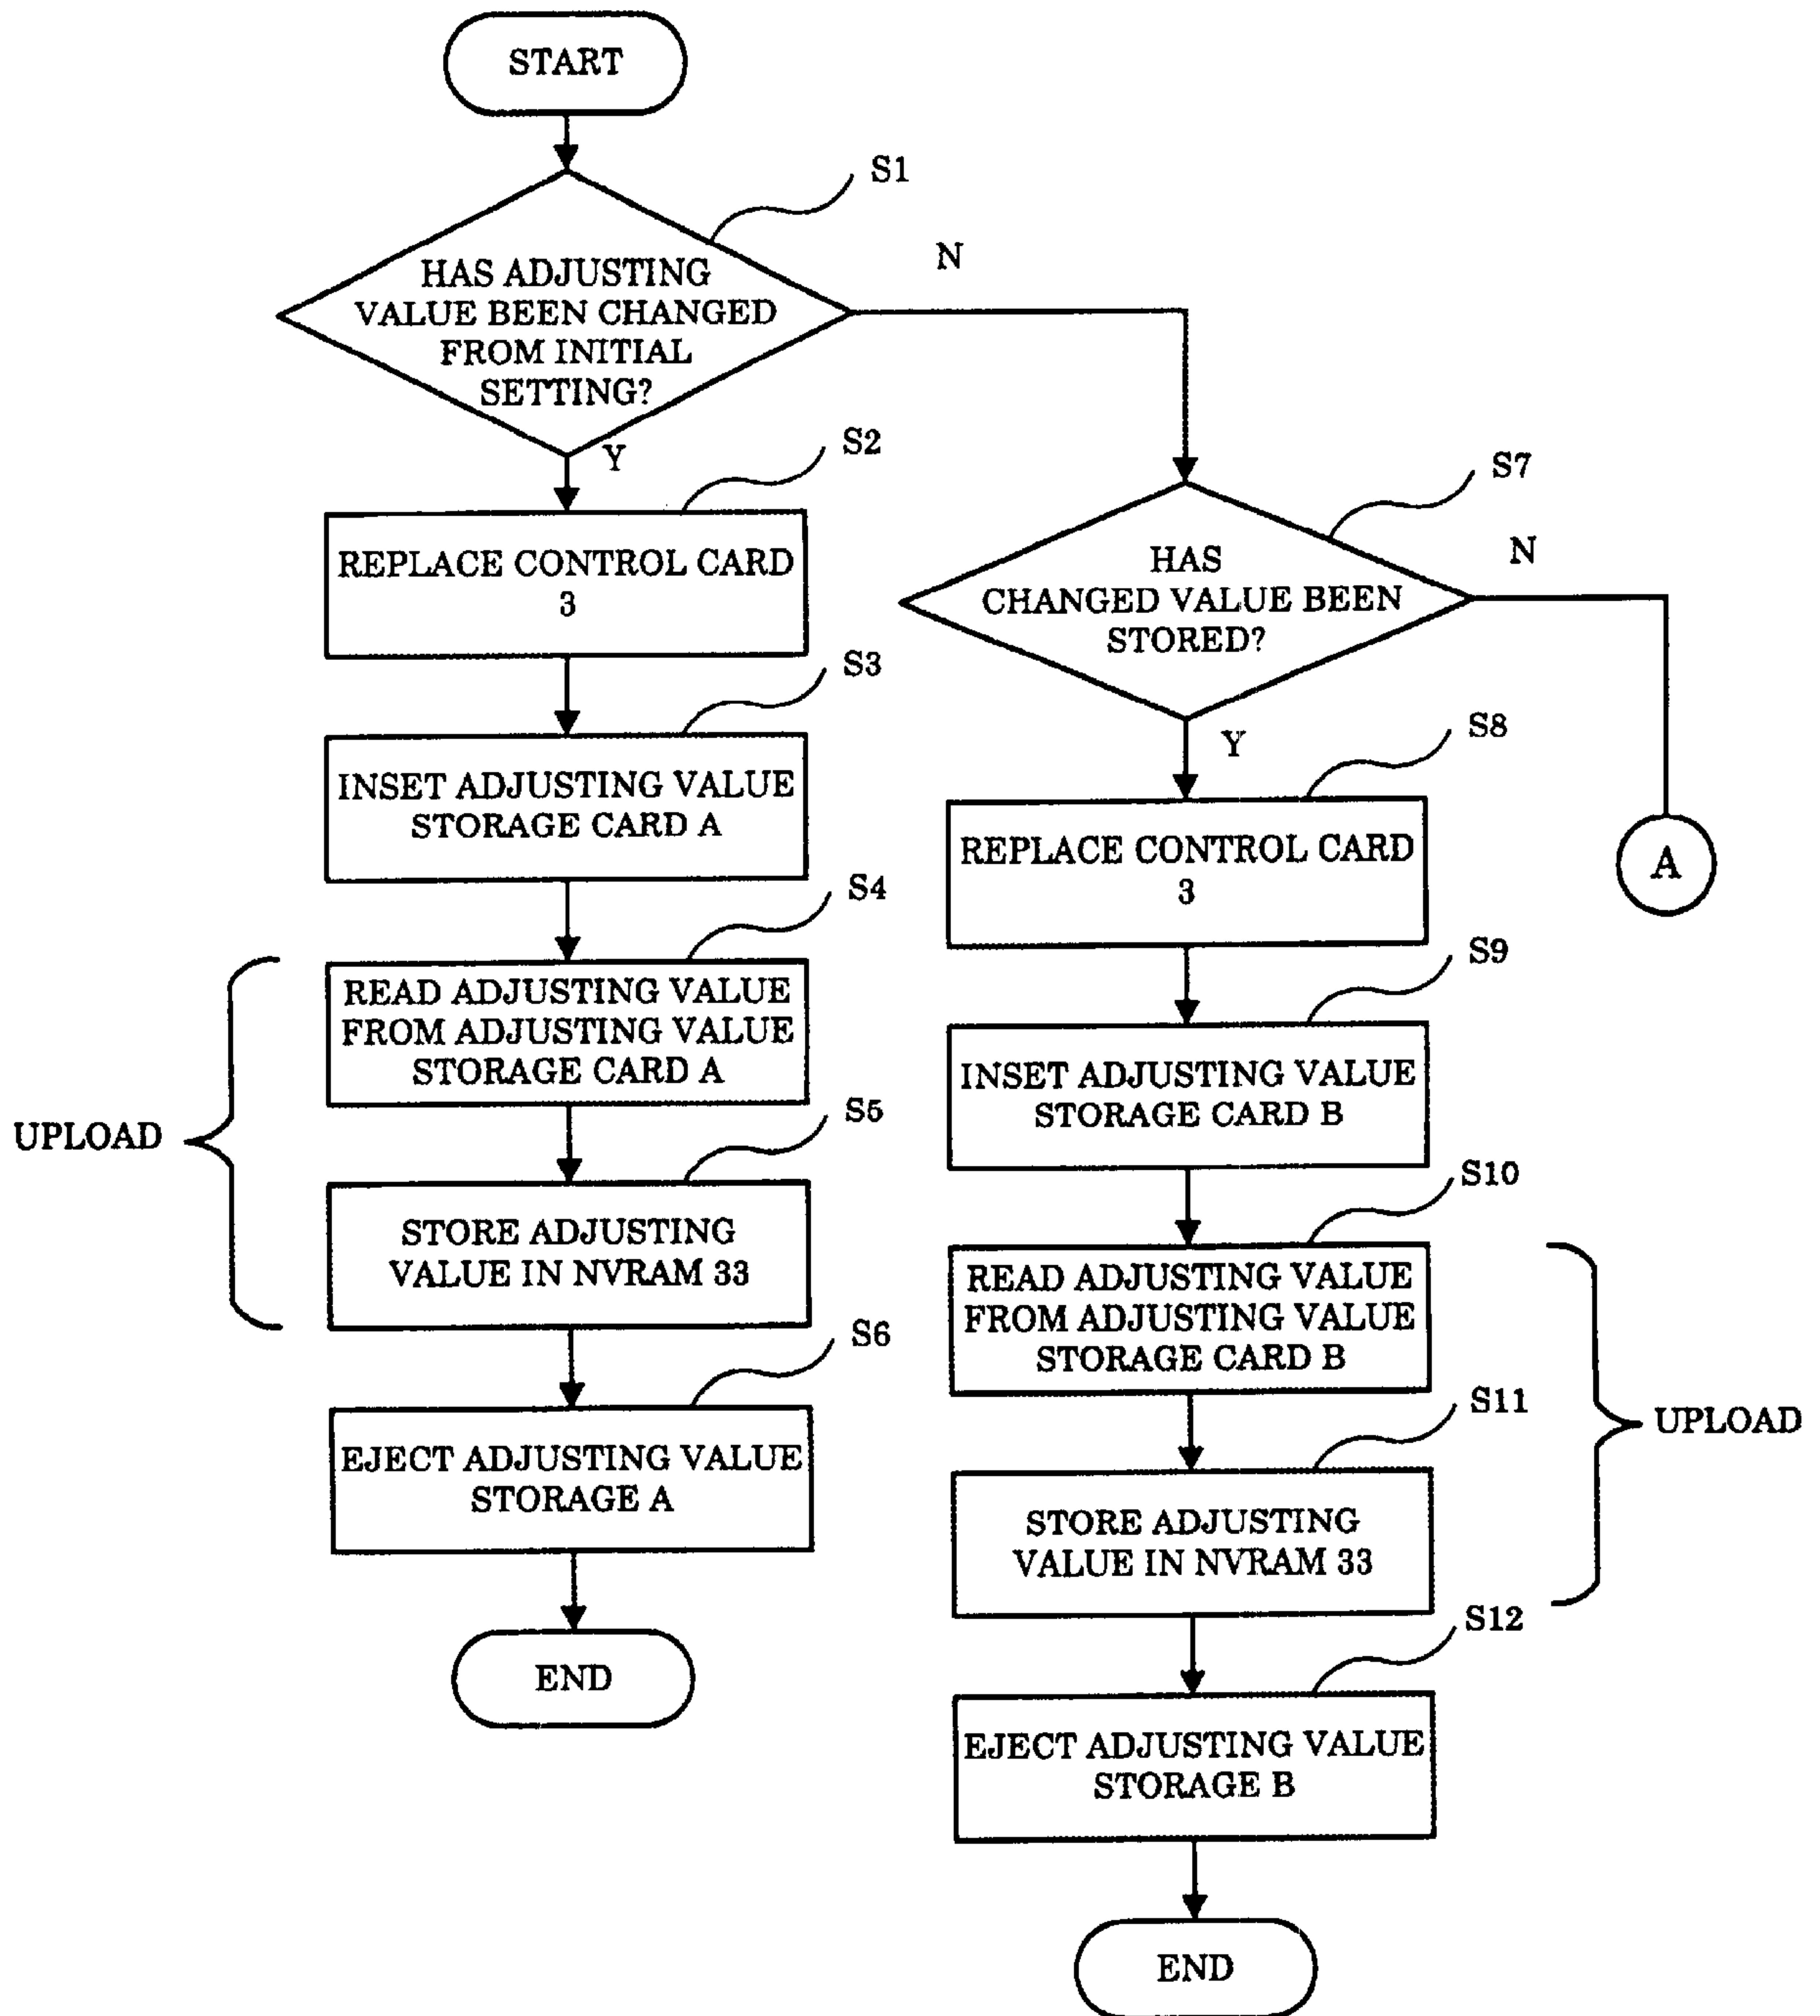 START
S1
HAS ADJUSTING
VALUE BEEN CHANGED
FROM INITIAL
SETTING?
N
Y
S2
REPLACE CONTROL CARD
3
S3
INSET ADJUSTING VALUE
STORAGE CARD A
S4
READ ADJUSTING VALUE
FROM ADJUSTING VALUE
STORAGE CARD A
UPLOAD
S5
STORE ADJUSTING
VALUE IN NVRAM 33
S6
EJECT ADJUSTING VALUE
STORAGE A
END
S7
HAS
CHANGED VALUE BEEN
STORED?
N
A
Y
S8
REPLACE CONTROL CARD
3
S9
INSET ADJUSTING VALUE
STORAGE CARD B
S10
READ ADJUSTING VALUE
FROM ADJUSTING VALUE
STORAGE CARD B
UPLOAD
S11
STORE ADJUSTING
VALUE IN NVRAM 33
S12
EJECT ADJUSTING VALUE
STORAGE B
END